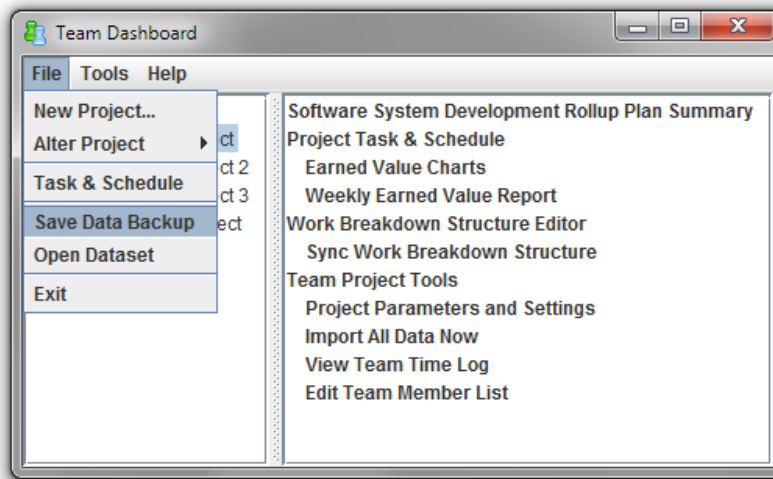 Team Dashboard
File Tools Help
New Project...
Alter Project
Task & Schedule
Save Data Backup
Open Dataset
Exit
ct
ct 2
ct 3
ect
Software System Development Rollup Plan Summary
Project Task & Schedule
Earned Value Charts
Weekly Earned Value Report
Work Breakdown Structure Editor
Sync Work Breakdown Structure
Team Project Tools
Project Parameters and Settings
Import All Data Now
View Team Time Log
Edit Team Member List